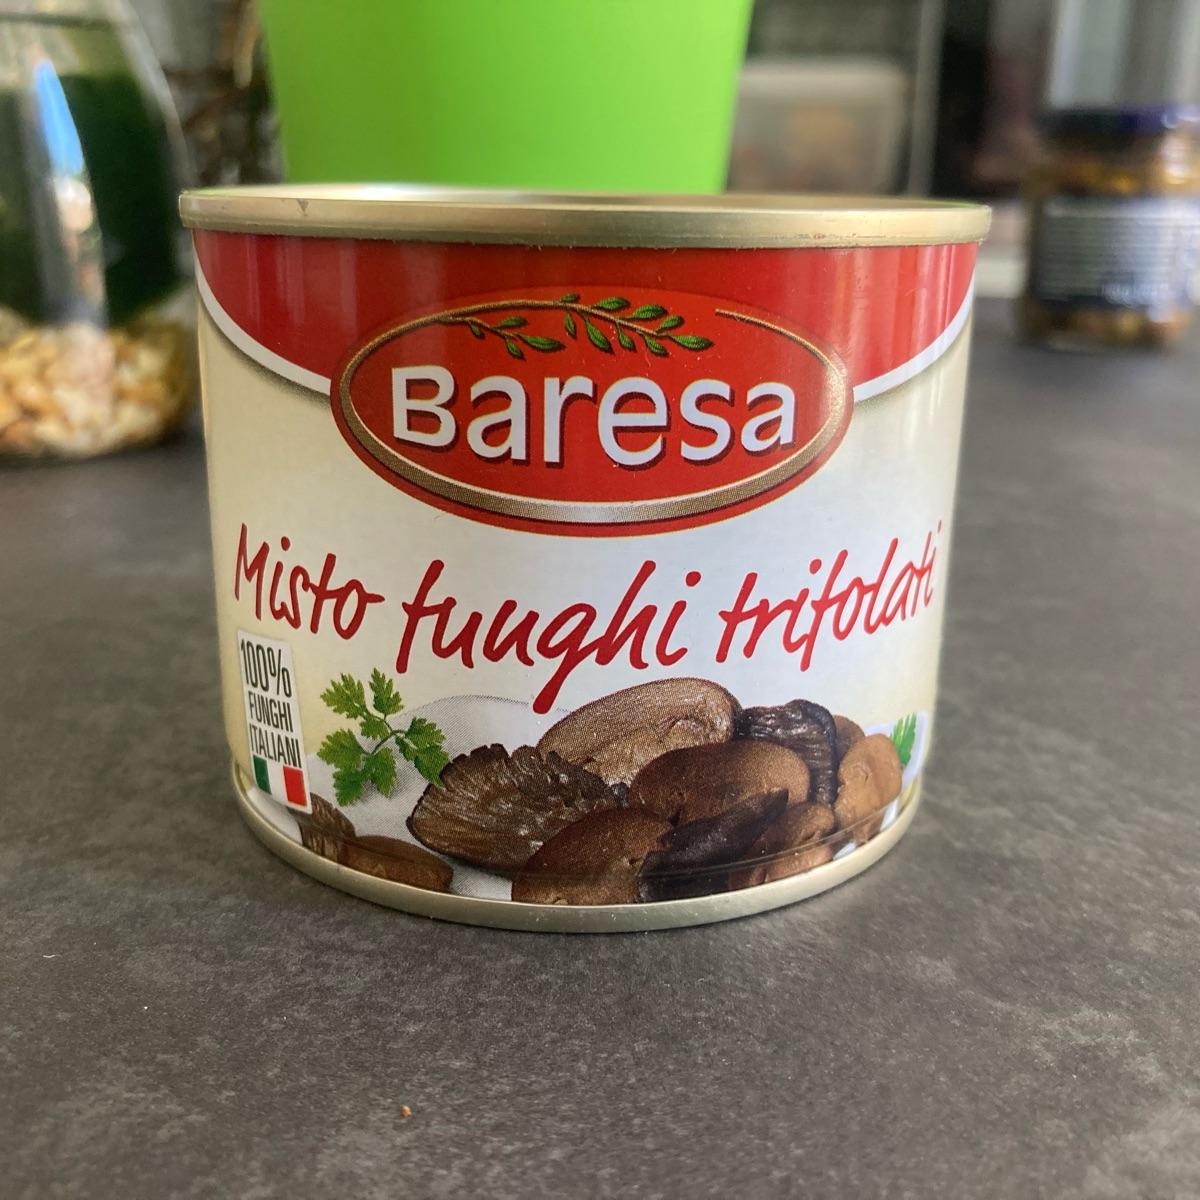 Baresa
Misto funghi trifolati
100%
FUNGHI
ITALIANI